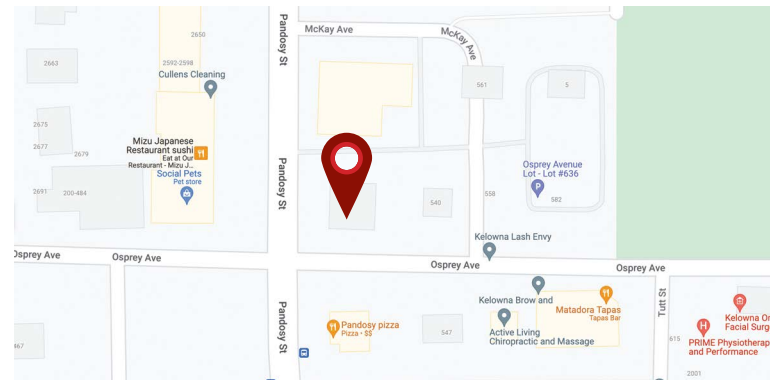 2650
Pandosy St
McKay Ave
McKay Ave
2663
2592-2598
Cullens Cleaning
561
5
2675
2677
2679
Mizu Japanese
Restaurant sushi
Eat at Our
Restaurant - Mizu J...
Social Pets
Pet store
Pandosy St
Osprey Avenue
Lot - Lot #636
P
582
2691
200-484
540
558
Kelowna Lash Envy
Osprey Ave
Osprey Ave
Osprey Ave
Osprey Ave
Pandosy St
Kelowna Brow and
Matadora Tapas
Tapas Bar
Tutt St
Pandosy pizza
Pizza • $$
547
Active Living
Chiropractic and Massage
Kelowna Or
Facial Surg
H
615
PRIME Physiotherap
and Performance
467
2001